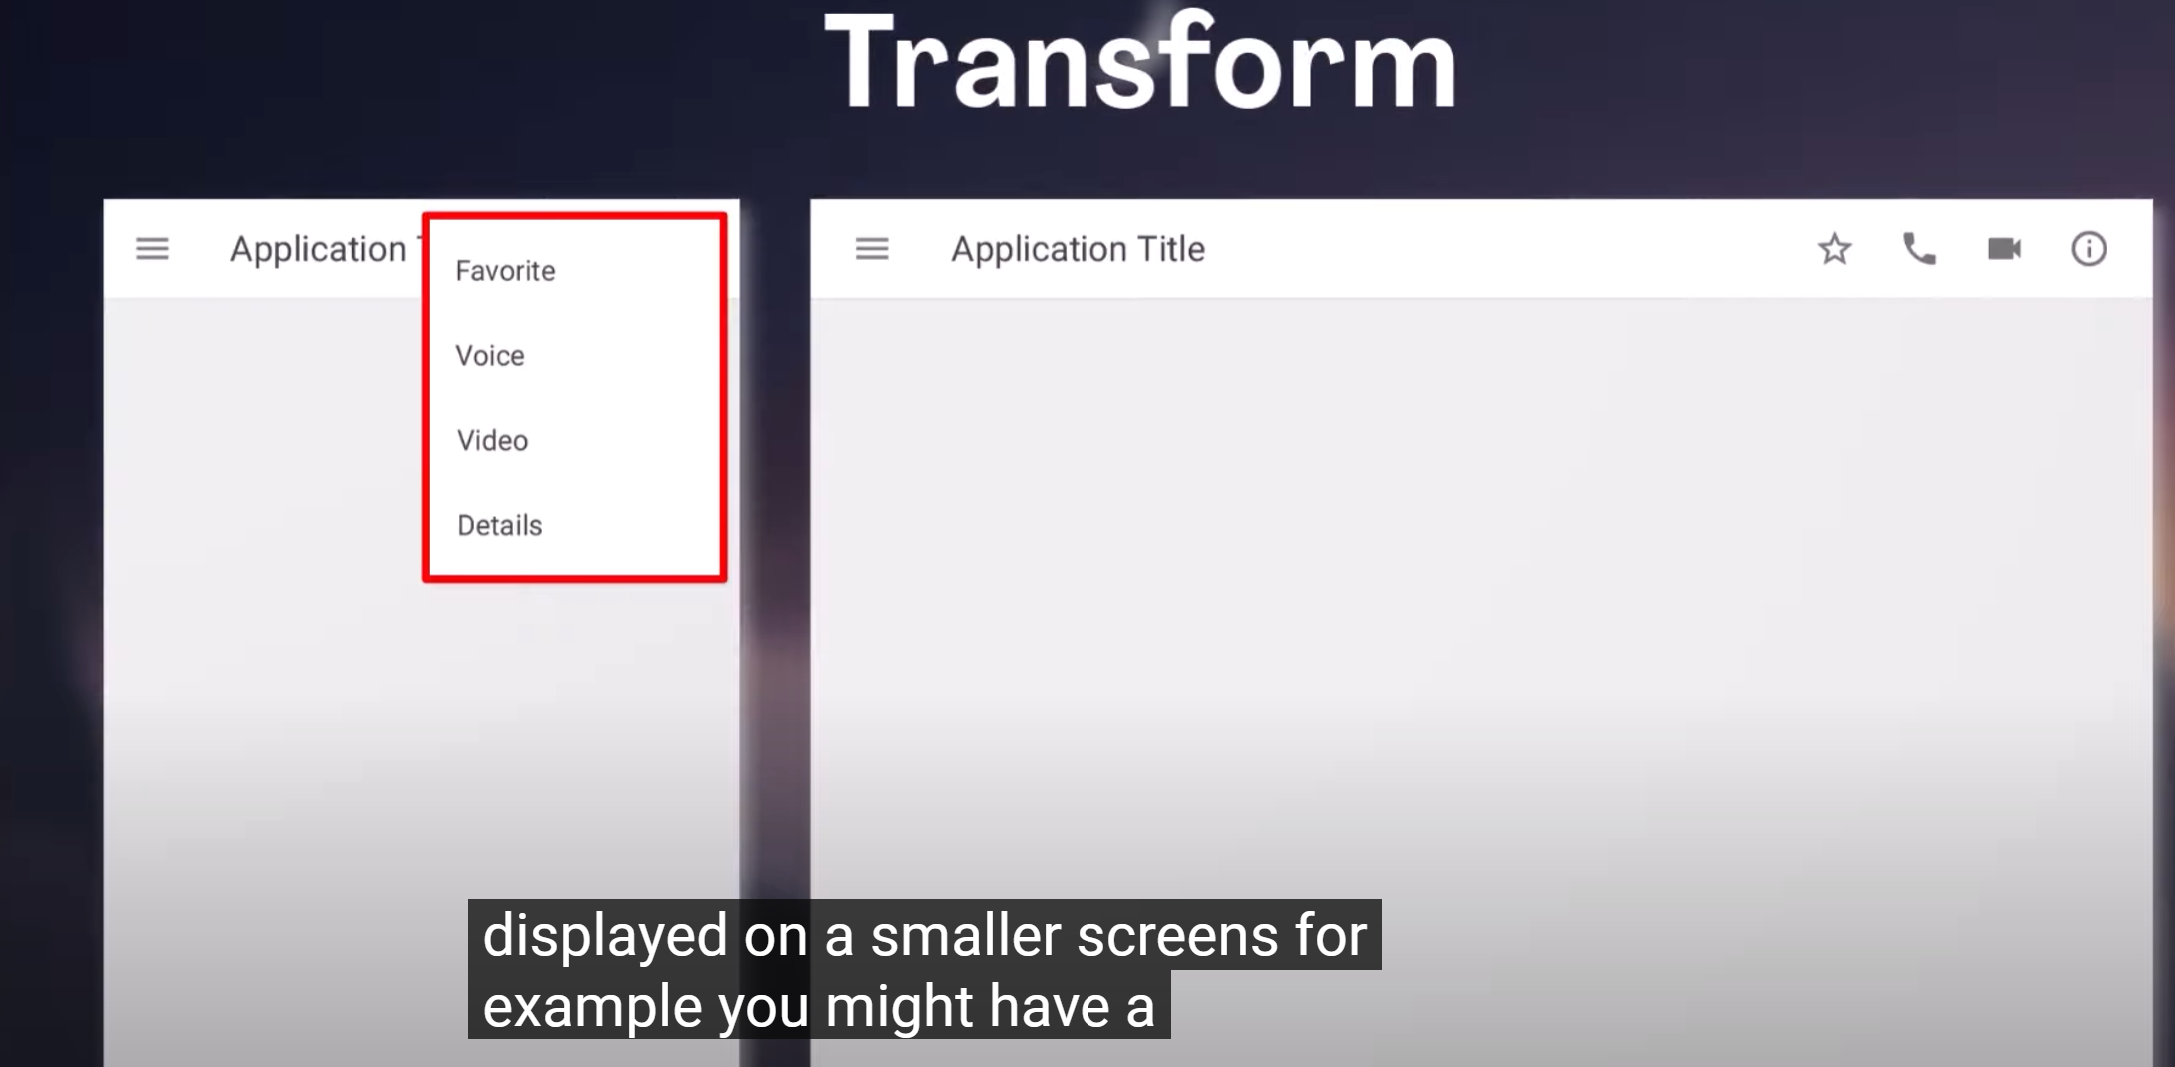 Transform
Application
Favorite
Voice
Video
Details
Application Title
displayed on a smaller screens for
example you might have a